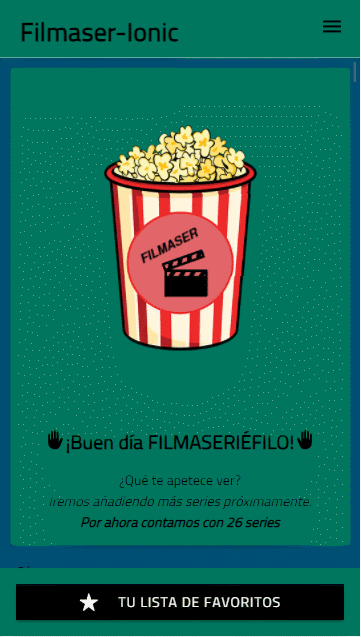 Filmaser-Ionic
FILMASER
¡Buen día FILMASERIÉFILO!
¿Qué te apetece ver?
Iremos añadiendo más series próximamente.
Por ahora contamos con 26 series
TU LISTA DE FAVORITOS